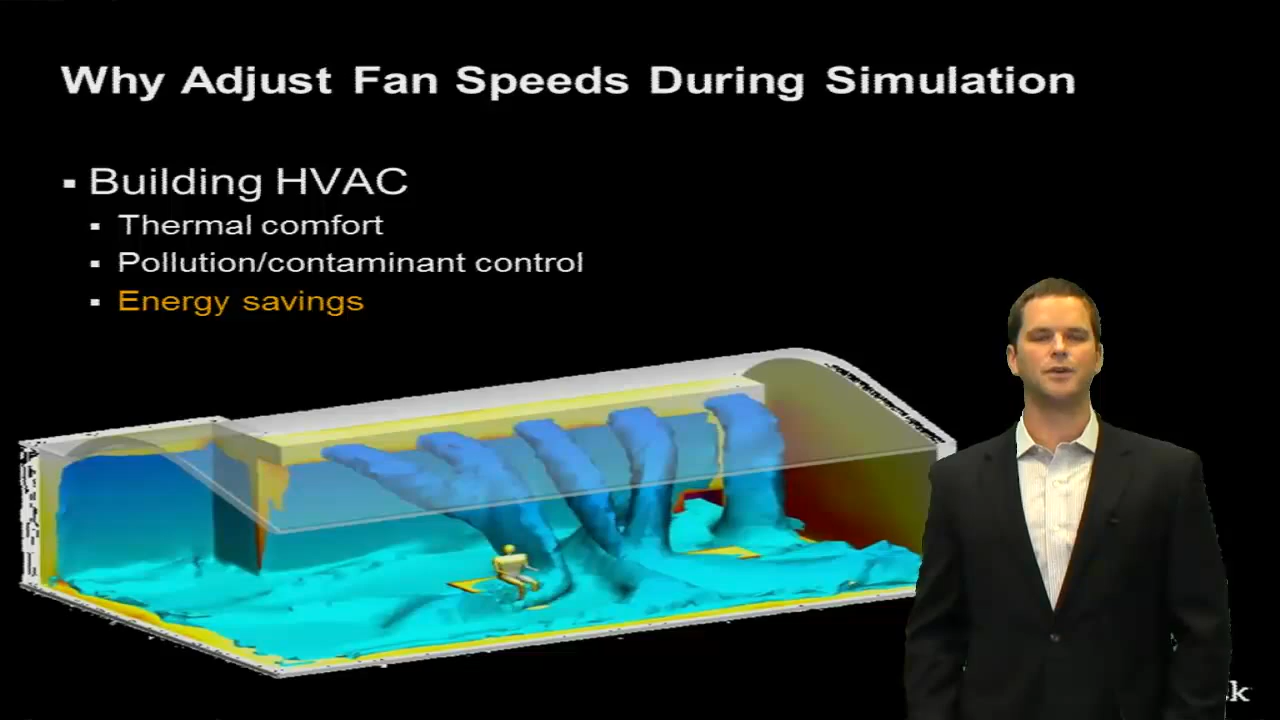 Why Adjust Fan Speeds During Simulation
▪ Building HVAC
▪ Thermal comfort
▪ Pollution/contaminant control
▪ Energy savings